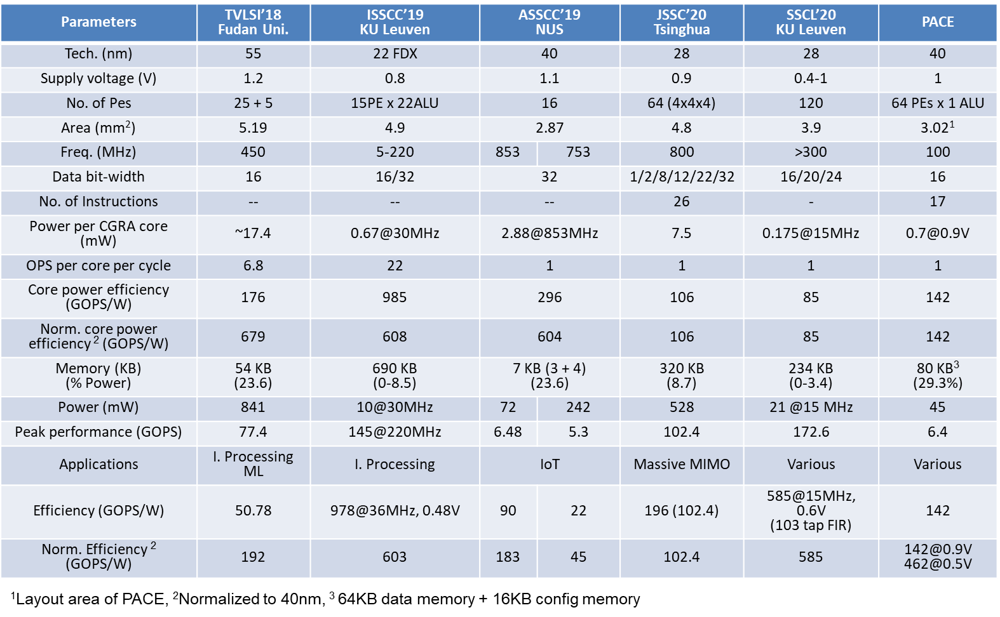 Parameters TVLSI’18 Fudan Uni. ISSCC’19 KU Leuven ASSCC’19 NUS JSSC’20 Tsinghua SSCL’20 KU Leuven PACE
Tech. (nm) 55 22 FDX 40 28 28 40
Supply voltage (V) 1.2 0.8 1.1 0.9 0.4-1 1
No. of Pes 25 + 5 15PE x 22ALU 16 64 (4x4x4) 120 64 PEs x 1 ALU
Area (mm2) 5.19 4.9 2.87 4.8 3.9 3.021
Freq. (MHz) 450 5-220 853 753 800 >300 100
Data bit-width 16 16/32 32 1/2/8/12/22/32 16/20/24 16
No. of Instructions -- -- -- 26 - 17
Power per CGRA core (mW) ~17.4 0.67@30MHz 2.88@853MHz 7.5 0.175@15MHz 0.7@0.9V
OPS per core per cycle 6.8 22 1 1 1 1
Core power efficiency (GOPS/W) 176 985 296 106 85 142
Norm. core power efficiency 2 (GOPS/W) 679 608 604 106 85 142
Memory (KB) (% Power) 54 KB (23.6) 690 KB (0-8.5) 7 KB (3 + 4) (23.6) 320 KB (8.7) 234 KB (0-3.4) 80 KB3 (29.3%)
Power (mW) 841 10@30MHz 72 242 528 21 @15 MHz 45
Peak performance (GOPS) 77.4 145@220MHz 6.48 5.3 102.4 172.6 6.4
Applications I. Processing ML I. Processing IoT Massive MIMO Various Various
Efficiency (GOPS/W) 50.78 978@36MHz, 0.48V 90 22 196 (102.4) 585@15MHz, 0.6V (103 tap FIR) 142
Norm. Efficiency 2 (GOPS/W) 192 603 183 45 102.4 585 142@0.9V 462@0.5V
1Layout area of PACE, 2Normalized to 40nm, 3 64KB data memory + 16KB config memory